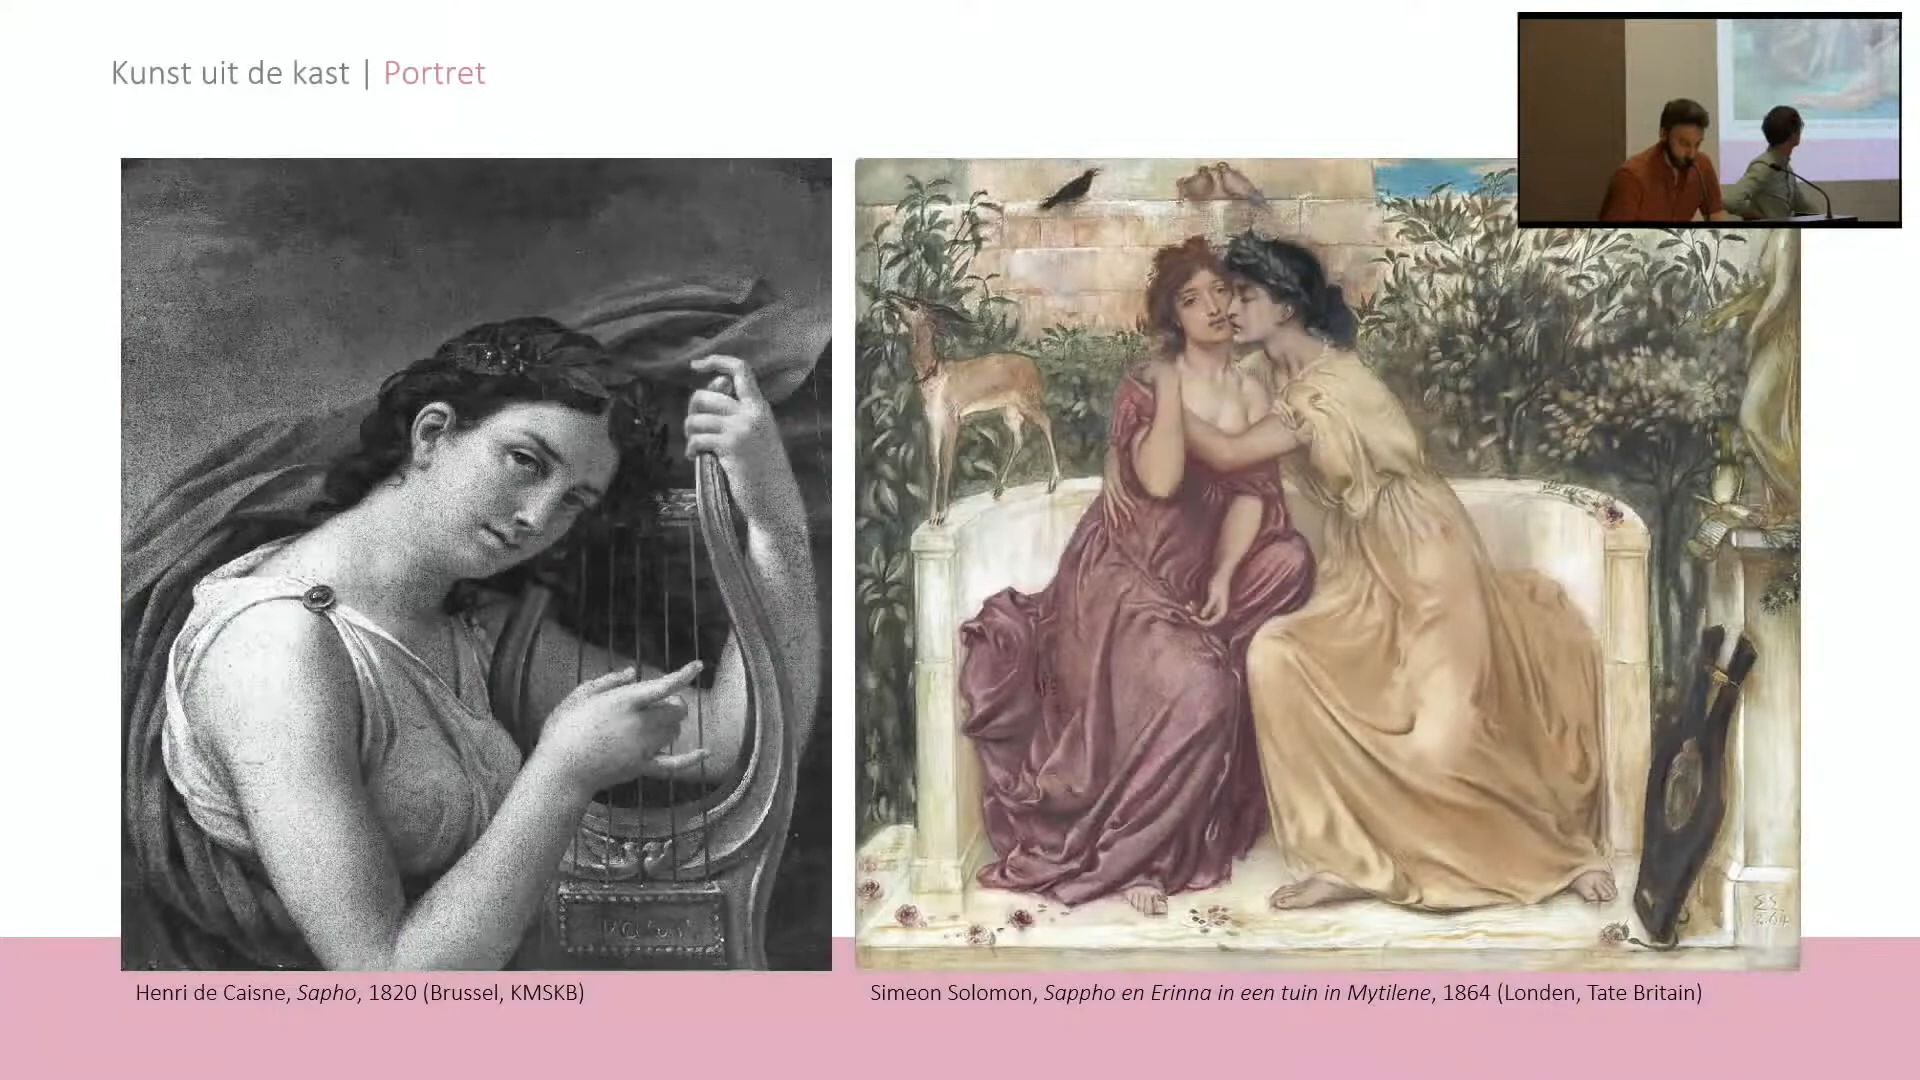 Kunst uit de kast | Portret
Henri de Caisne, Sapho, 1820 (Brussel, KMSKB)
Simeon Solomon, Sappho en Erinna in een tuin in Mytilene, 1864 (Londen, Tate Britain)